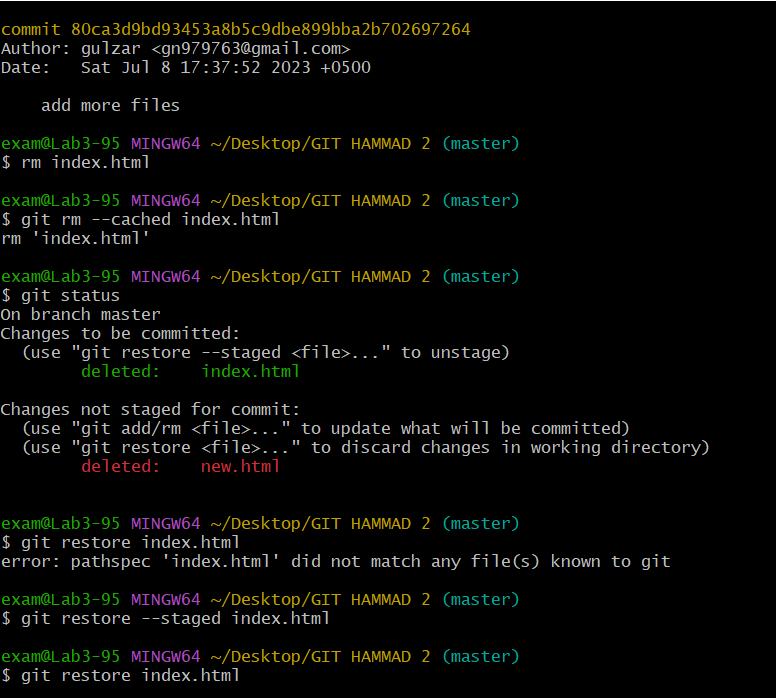 commit 80ca3d9bd93453a8b5c9dbe899bba2b702697264
Author: gulzar <gn979763@gmail.com>
Date:   Sat Jul 8 17:37:52 2023 +0500
    add more files
exam@Lab3-95 MINGW64 ~/Desktop/GIT HAMMAD 2 (master)
$ rm index.html
exam@Lab3-95 MINGW64 ~/Desktop/GIT HAMMAD 2 (master)
$ git rm --cached index.html
rm 'index.html'
exam@Lab3-95 MINGW64 ~/Desktop/GIT HAMMAD 2 (master)
$ git status
On branch master
Changes to be committed:
  (use "git restore --staged <file>..." to unstage)
        deleted:    index.html
Changes not staged for commit:
  (use "git add/rm <file>..." to update what will be committed)
  (use "git restore <file>..." to discard changes in working directory)
        deleted:    new.html
exam@Lab3-95 MINGW64 ~/Desktop/GIT HAMMAD 2 (master)
$ git restore index.html
error: pathspec 'index.html' did not match any file(s) known to git
exam@Lab3-95 MINGW64 ~/Desktop/GIT HAMMAD 2 (master)
$ git restore --staged index.html
exam@Lab3-95 MINGW64 ~/Desktop/GIT HAMMAD 2 (master)
$ git restore index.html